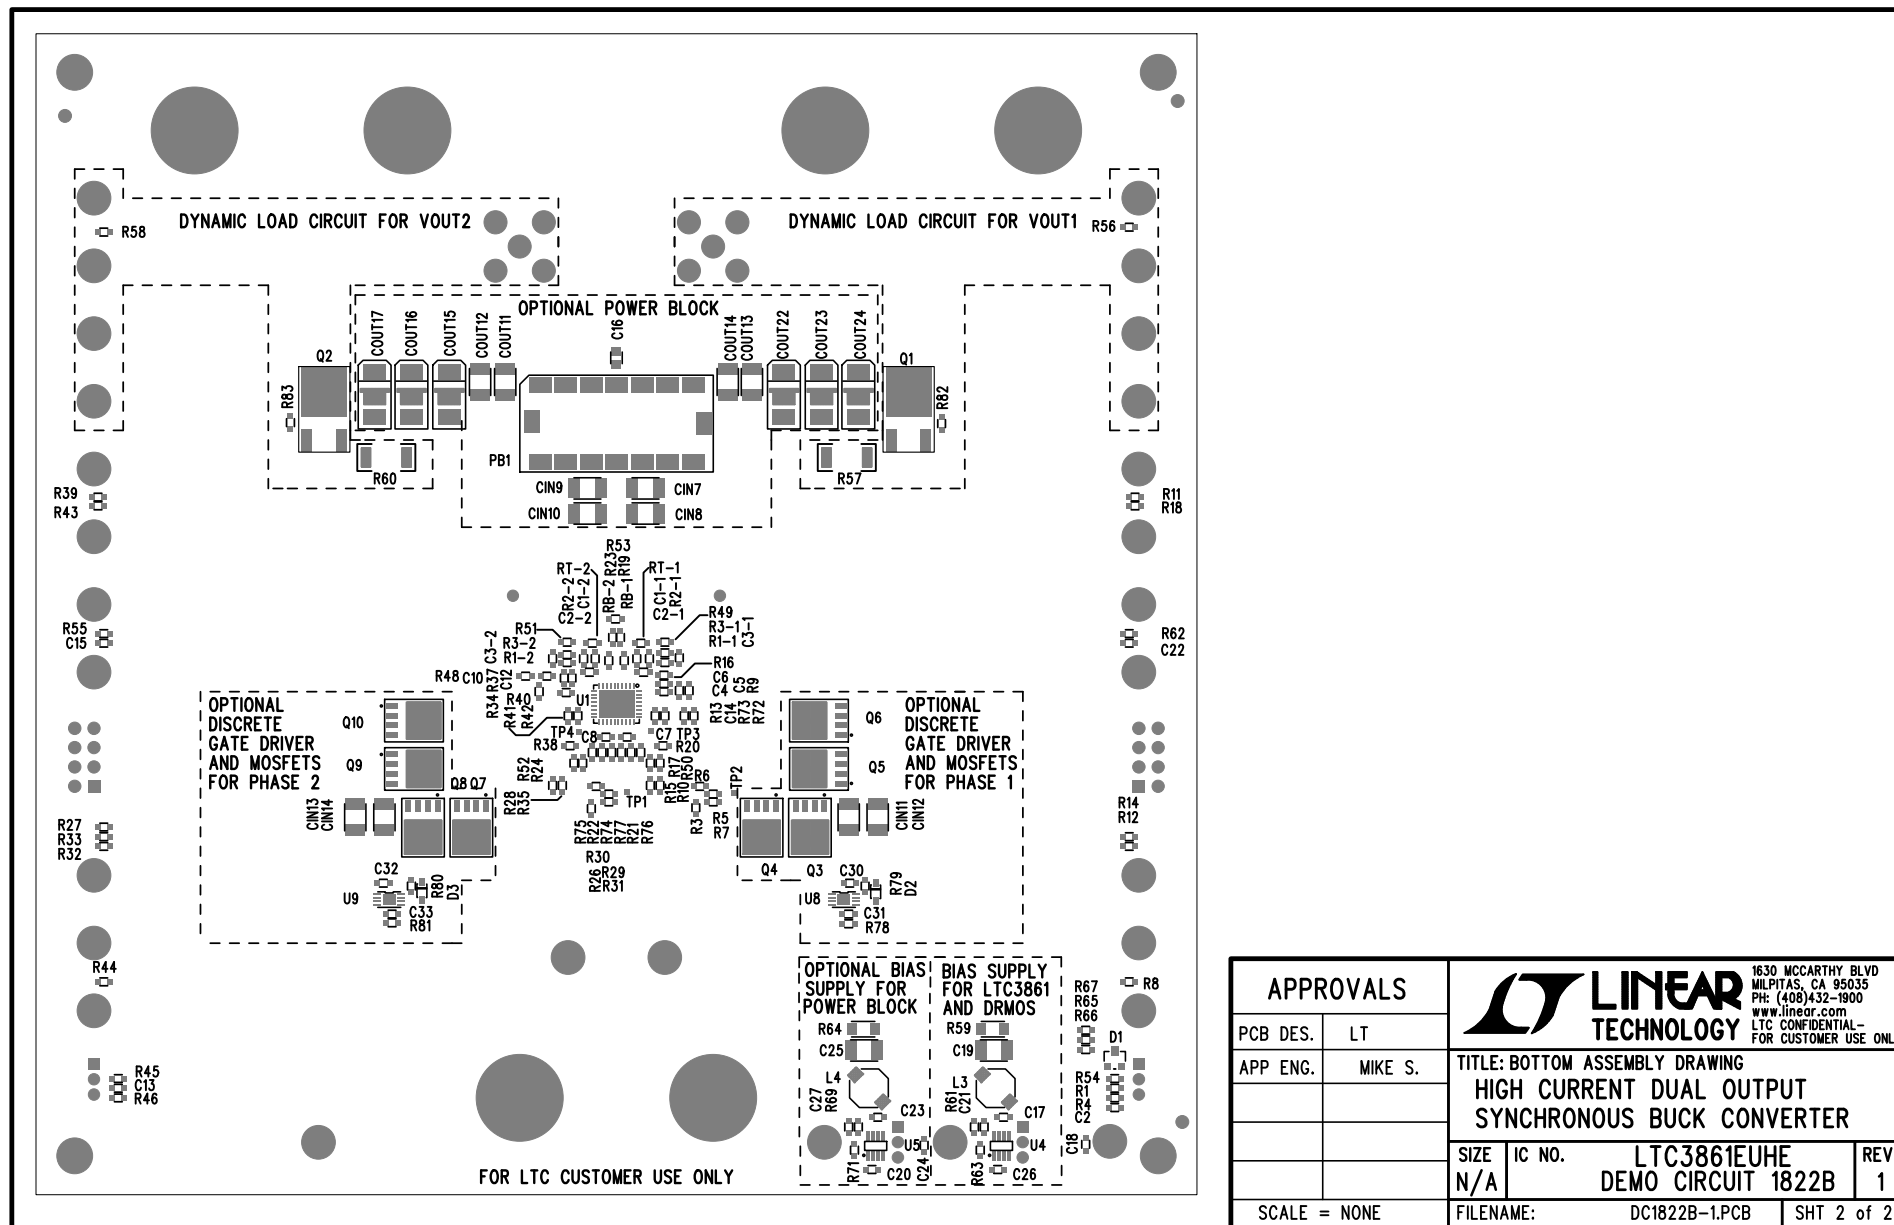 DYNAMIC LOAD CIRCUIT FOR VOUT2
DYNAMIC LOAD CIRCUIT FOR VOUT1
R58
R56
OPTIONAL POWER BLOCK
COUT17
COUT16
COUT15
COUT12
COUT11
C16
COUT14
COUT13
COUT22
COUT23
COUT24
Q2
Q1
R83
R82
PB1
R60
R57
CIN9
CIN7
CIN10
CIN8
R39
R43
R11
R18
R53
R23
R19
RT-2
RT-1
R2-2
C1-2
RB-2
RB-1
C1-1
R2-1
C2-2
C2-1
R49
R51
R3-1
R3-2
R1-1
R1-2
C3-2
C3-1
R55
C15
R62
C22
R16
R48
C10
R37
C12
C6
C4
C5
R9
R34
R40
U1
R41
R42
R13
C14
R73
R72
TP4
C8
C7
TP3
R38
R20
OPTIONAL
DISCRETE
GATE DRIVER
AND MOSFETS
FOR PHASE 2
Q10
Q9
Q8
Q7
Q6
Q5
OPTIONAL
DISCRETE
GATE DRIVER
AND MOSFETS
FOR PHASE 1
R52
R24
R17
R50
R6
TP2
R28
R35
R15
R10
TP1
R3
R5
R7
CIN13
CIN14
CIN11
CIN12
R14
R12
R27
R33
R32
R75
R22
R74
R77
R21
R76
R30
R29
R26
R31
Q4
Q3
C32
R80
D3
U9
C33
R81
C30
R79
D2
U8
C31
R78
R44
R8
OPTIONAL BIAS
SUPPLY FOR
POWER BLOCK
BIAS SUPPLY
FOR LTC3861
AND DRMOS
R64
C25
R59
C19
L4
L3
C27
R69
C23
R61
C21
C17
U5
U4
R71
C20
C24
R63
C26
R67
R65
R66
D1
R54
R1
R4
C2
C18
R45
C13
R46
FOR LTC CUSTOMER USE ONLY
APPROVALS
PCB DES. LT
APP ENG. MIKE S.
SCALE = NONE
LINEAR
TECHNOLOGY
1630 MCCARTHY BLVD
MILPITAS, CA 95035
PH: (408)432-1900
www.linear.com
LTC CONFIDENTIAL-
FOR CUSTOMER USE ONL
TITLE: BOTTOM ASSEMBLY DRAWING
HIGH CURRENT DUAL OUTPUT
SYNCHRONOUS BUCK CONVERTER
SIZE
N/A
IC NO.
LTC3861EUHE
DEMO CIRCUIT 1822B
REV
1
FILENAME: DC1822B-1.PCB
SHT 2 of 2